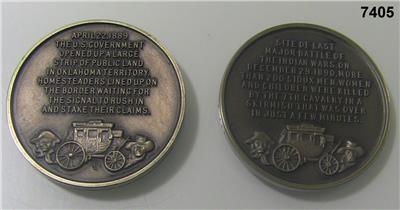 7405
APRIL 22, 1889
THE U.S. GOVERNMENT
OPENED UP A LARGE
STRIP OF PUBLIC LAND
IN OKLAHOMA TERRITORY.
HOMESTEADERS LINED UP ON
THE BORDER WAITING FOR
THE SIGNAL TO RUSH IN
AND STAKE THEIR CLAIMS.
SITE OF LAST
MAJOR BATTLE OF
THE INDIAN WARS. ON
DECEMBER 29, 1890, MORE
THAN 200 SIOUX MEN, WOMEN
AND CHILDREN WERE KILLED
BY THE 7TH CAVALRY IN A
SKIRMISH THAT WAS OVER
IN JUST A FEW MINUTES.